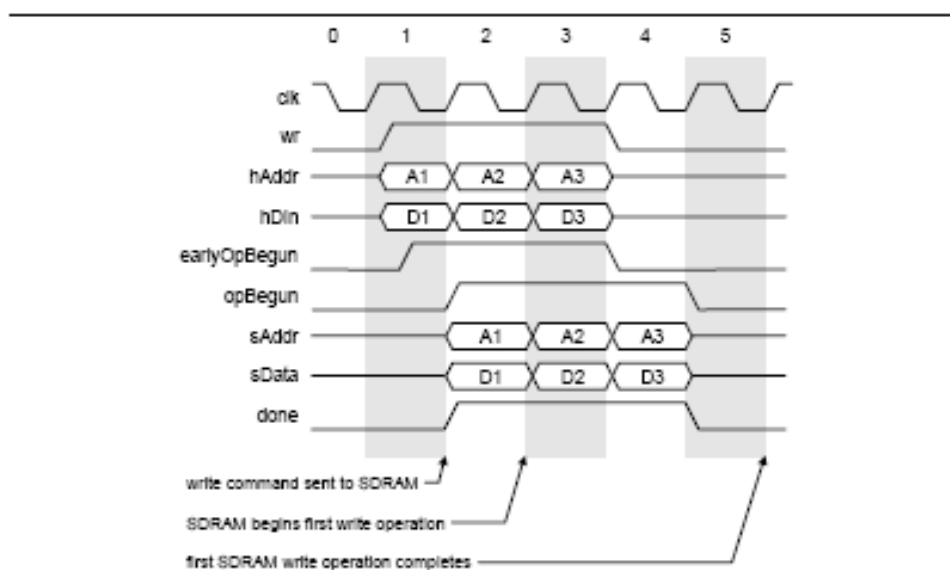 0 1 2 3 4 5
clk
wr
hAddr A1 A2 A3
hDIn D1 D2 D3
earlyOpBegun
opBegun
sAddr A1 A2 A3
sData D1 D2 D3
done
write command sent to SDRAM
SDRAM begins first write operation
first SDRAM write operation completes